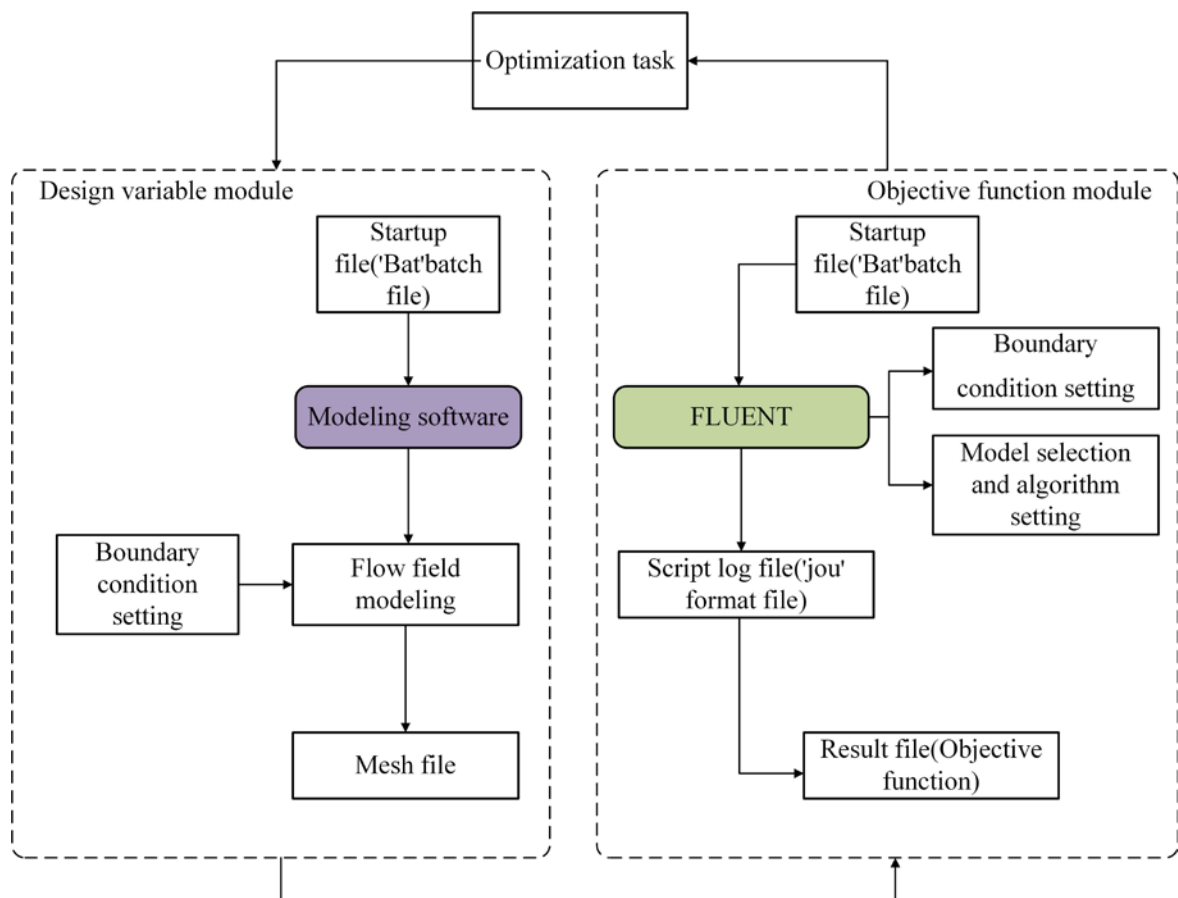 Optimization task
Design variable module
Startup
file('Bat'batch
file)
Modeling software
Boundary
condition
setting
Flow field
modeling
Mesh file
Objective function module
Startup
file('Bat'batch
file)
FLUENT
Boundary
condition setting
Model selection
and algorithm
setting
Script log file('jou'
format file)
Result file(Objective
function)